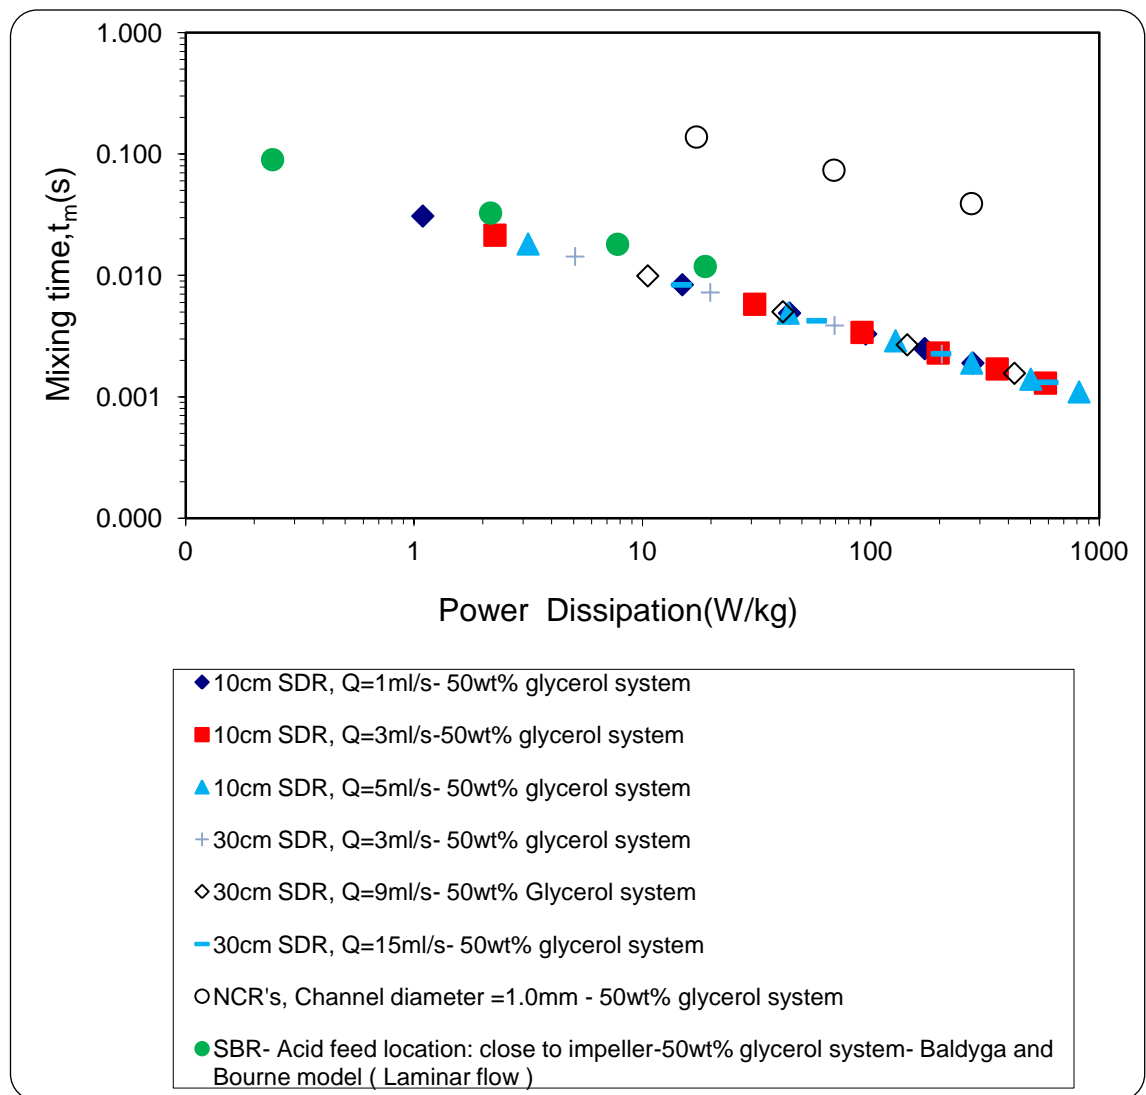 1.000
0.100
0.010
0.001
0.000
Mixing time,tm(s)
0 1 10 100 1000
Power Dissipation(W/kg)
10cm SDR, Q=1ml/s- 50wt% glycerol system
10cm SDR, Q=3ml/s-50wt% glycerol system
10cm SDR, Q=5ml/s- 50wt% glycerol system
30cm SDR, Q=3ml/s- 50wt% glycerol system
30cm SDR, Q=9ml/s- 50wt% Glycerol system
30cm SDR, Q=15ml/s- 50wt% glycerol system
NCR's, Channel diameter =1.0mm - 50wt% glycerol system
SBR- Acid feed location: close to impeller-50wt% glycerol system- Baldyga and
Bourne model ( Laminar flow )